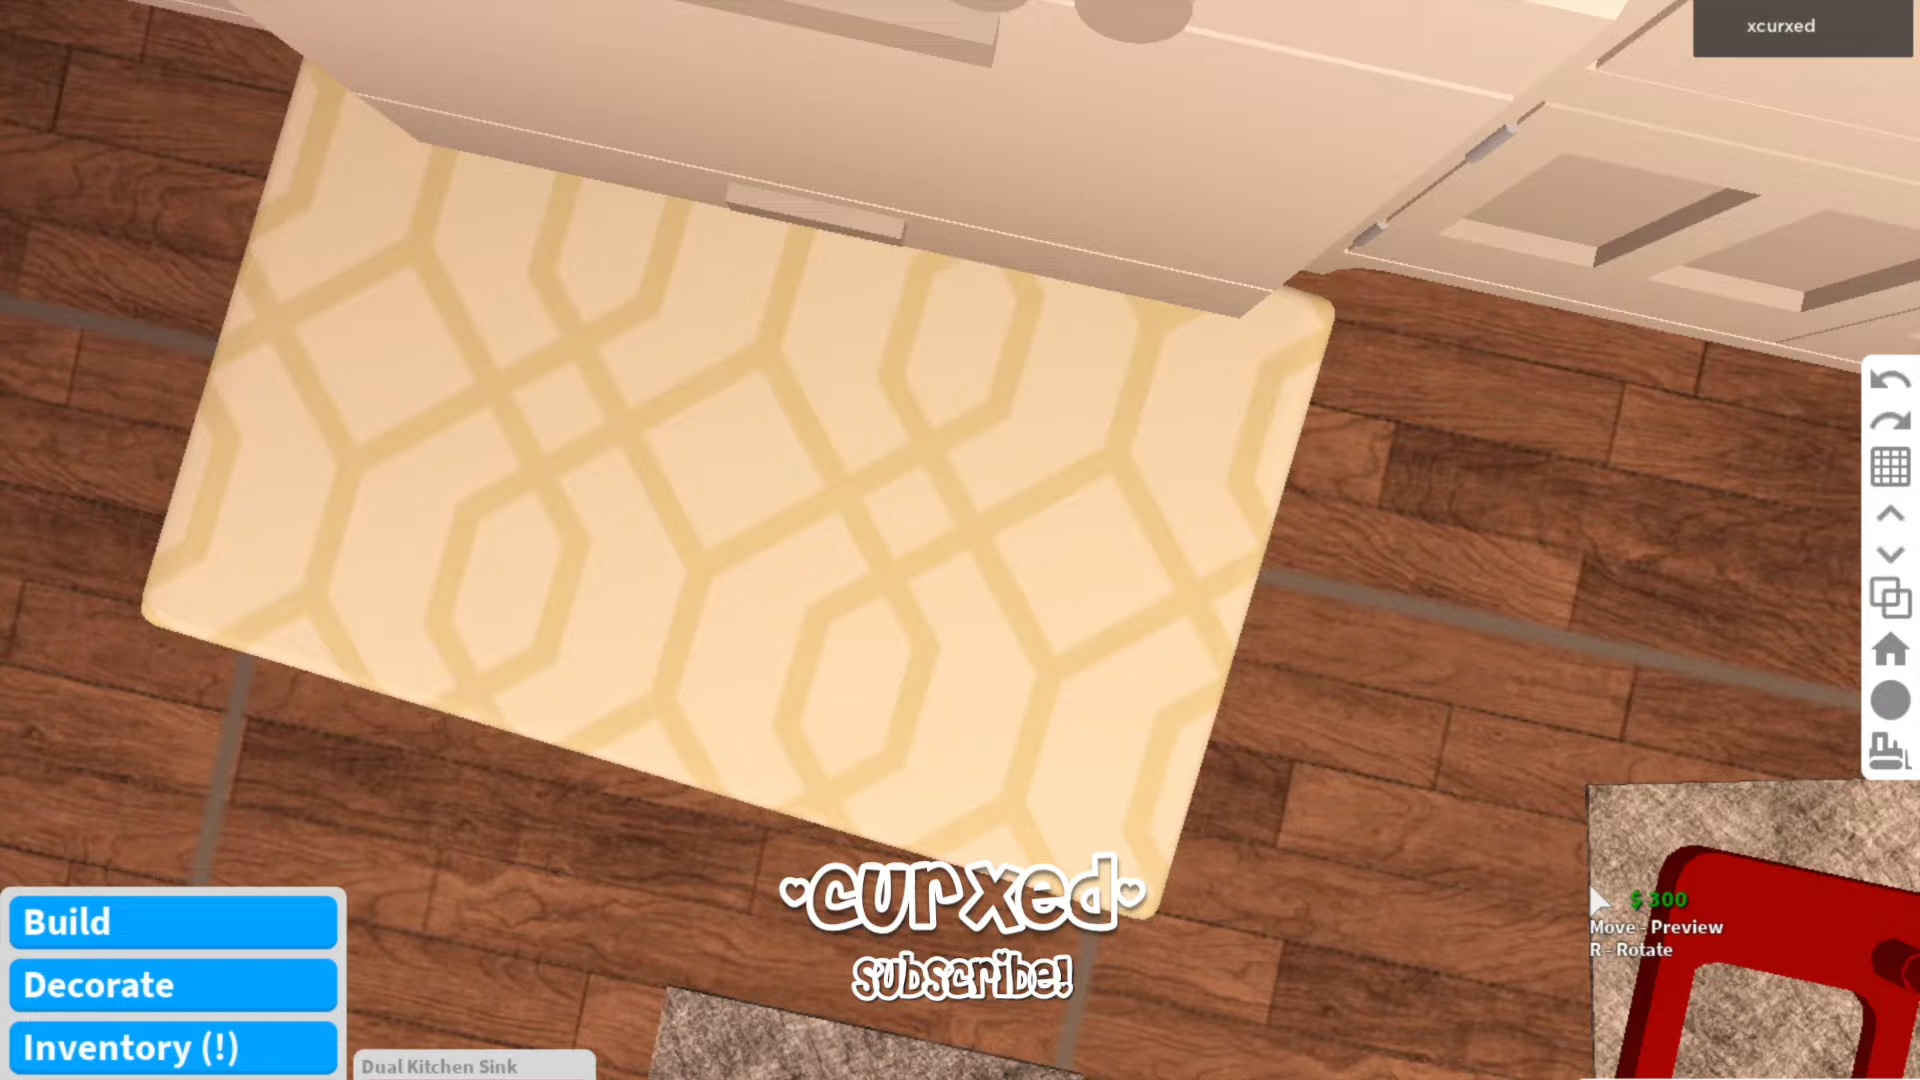 xcurxed
$ 300
Move - Preview
R - Rotate
•curxed•
subscribe!
Build
Decorate
Inventory (!)
Dual Kitchen Sink